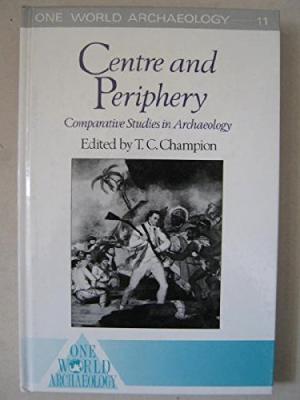 ONE WORLD ARCHAEOLOGY 11
Centre and
Periphery
Comparative Studies in Archaeology
Edited by T. C. Champion
ONE
WORLD
ARCHAEOLOGY